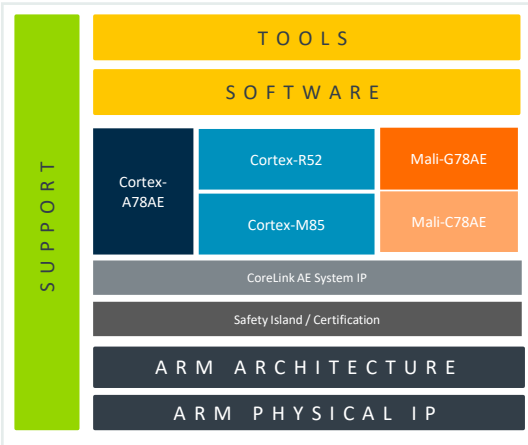 SUPPORT
TOOLS
SOFTWARE
Cortex-
A78AE
Cortex-R52
Cortex-M85
Mali-G78AE
Mali-C78AE
CoreLink AE System IP
Safety Island / Certification
ARM ARCHITECTURE
ARM PHYSICAL IP